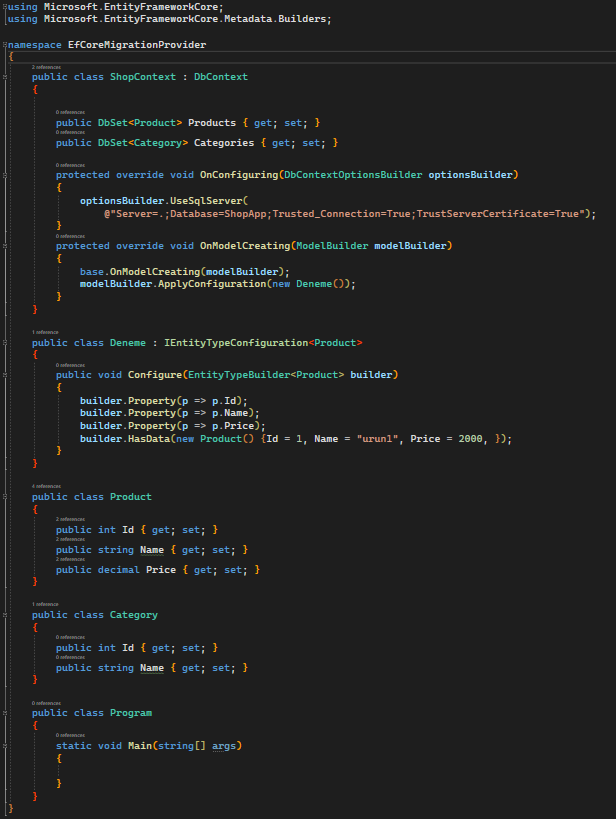 using Microsoft.EntityFrameworkCore;
using Microsoft.EntityFrameworkCore.Metadata.Builders;
namespace EfCoreMigrationProvider
{
2 references
public class ShopContext : DbContext
{
0 references
public DbSet<Product> Products { get; set; }
0 references
public DbSet<Category> Categories { get; set; }
0 references
protected override void OnConfiguring(DbContextOptionsBuilder optionsBuilder)
{
optionsBuilder.UseSqlServer(
@"Server=.;Database=ShopApp;Trusted_Connection=True;TrustServerCertificate=True");
}
0 references
protected override void OnModelCreating(ModelBuilder modelBuilder)
{
base.OnModelCreating(modelBuilder);
modelBuilder.ApplyConfiguration(new Deneme());
}
}
1 reference
public class Deneme : IEntityTypeConfiguration<Product>
{
0 references
public void Configure(EntityTypeBuilder<Product> builder)
{
builder.Property(p => p.Id);
builder.Property(p => p.Name);
builder.Property(p => p.Price);
builder.HasData(new Product() {Id = 1, Name = "urun1", Price = 2000, });
}
}
4 references
public class Product
{
2 references
public int Id { get; set; }
2 references
public string Name { get; set; }
2 references
public decimal Price { get; set; }
}
1 reference
public class Category
{
0 references
public int Id { get; set; }
0 references
public string Name { get; set; }
}
0 references
public class Program
{
0 references
static void Main(string[] args)
{
}
}
}